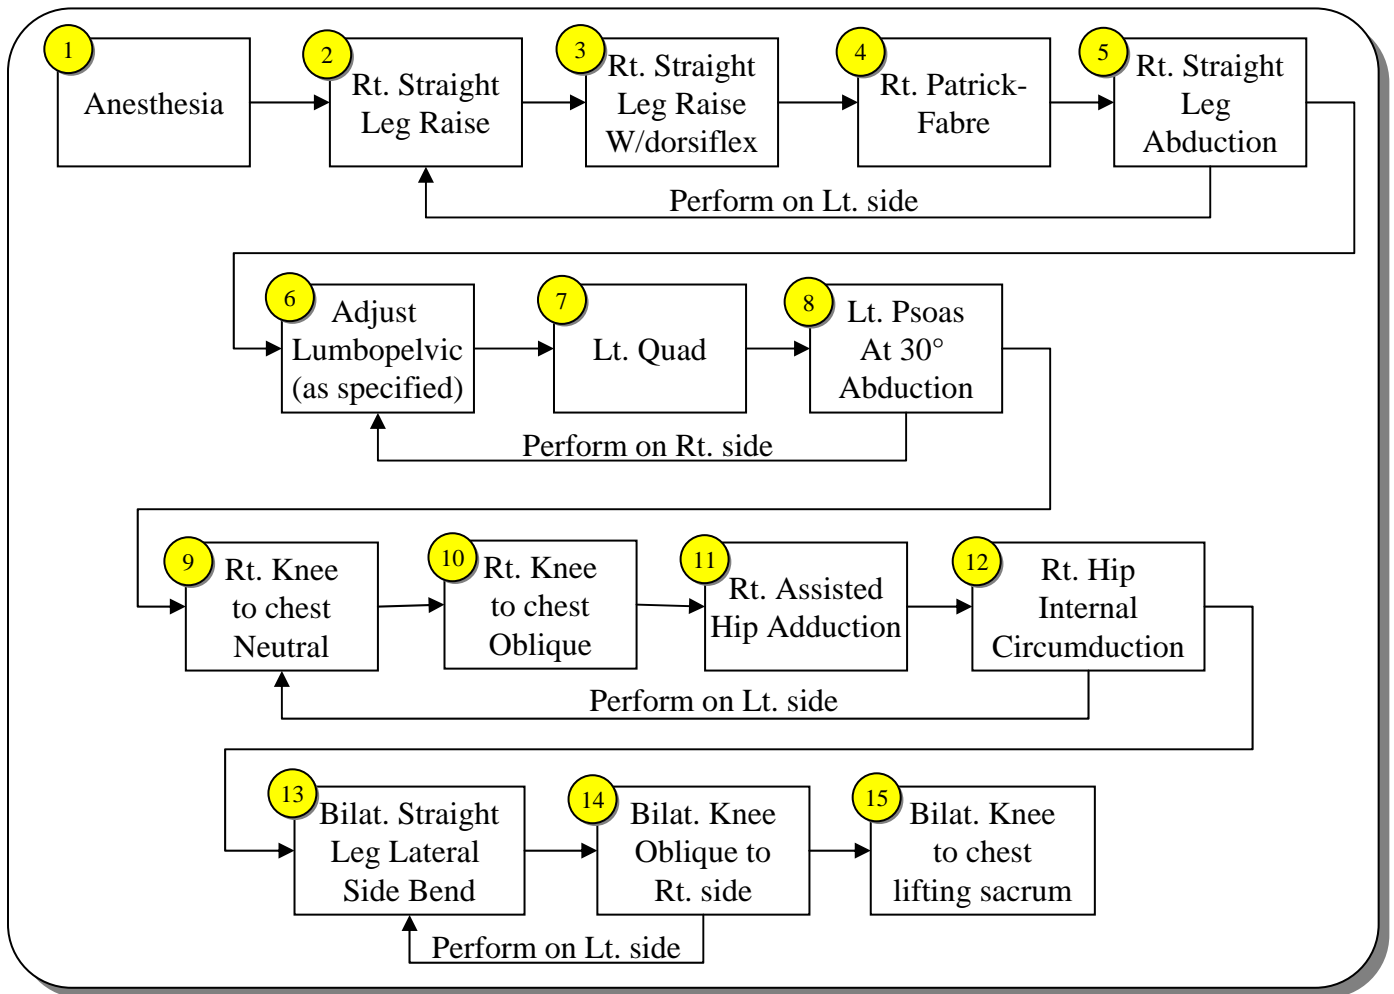 1
Anesthesia
2
Rt. Straight
Leg Raise
3
Rt. Straight
Leg Raise
W/dorsiflex
4
Rt. Patrick-
Fabre
5
Rt. Straight
Leg
Abduction
Perform on Lt. side
6
Adjust
Lumbopelvic
(as specified)
7
Lt. Quad
8
Lt. Psoas
At 30°
Abduction
Perform on Rt. side
9
Rt. Knee
to chest
Neutral
10
Rt. Knee
to chest
Oblique
11
Rt. Assisted
Hip Adduction
12
Rt. Hip
Internal
Circumduction
Perform on Lt. side
13
Bilat. Straight
Leg Lateral
Side Bend
14
Bilat. Knee
Oblique to
Rt. side
15
Bilat. Knee
to chest
lifting sacrum
Perform on Lt. side